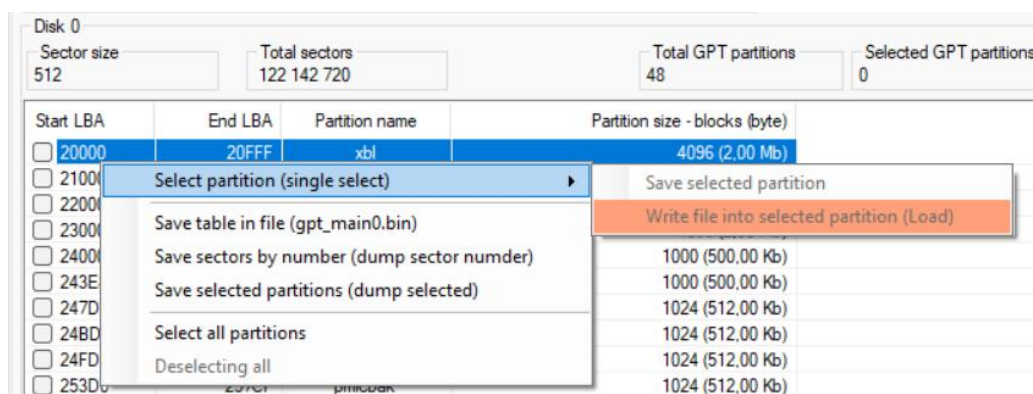 Disk 0
Sector size Total sectors Total GPT partitions Selected GPT partitions
512 122 142 720 48 0
Start LBA End LBA Partition name Partition size - blocks (byte)
20000 20FFF xbl 4096 (2,00 Mb)
Select partition (single select) Save selected partition
Write file into selected partition (Load)
Save table in file (gpt_main0.bin)
Save sectors by number (dump sector numder) 1000 (500,00 Kb)
243E 1000 (500,00 Kb)
Save selected partitions (dump selected)
247D 1024 (512,00 Kb)
24BD Select all partitions 1024 (512,00 Kb)
24FD 1024 (512,00 Kb)
Deselecting all
1024 (512,00 Kb)